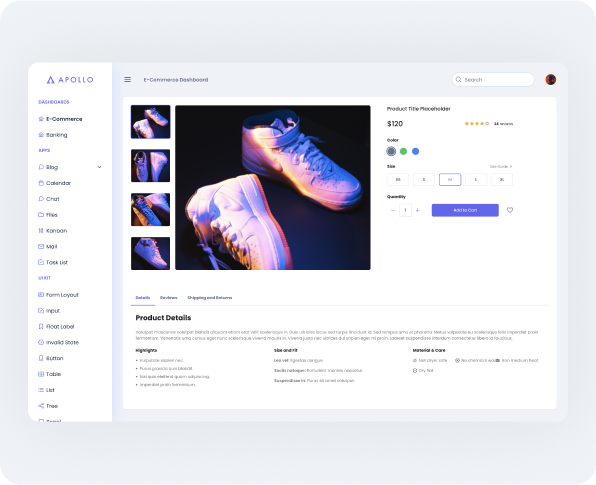 APOLLO
E-Commerce Dashboard
Search
DASHBOARDS
E-Commerce
Banking
APPS
Blog
Calendar
Chat
Files
Kanban
Mail
Task List
UI KIT
Form Layout
Input
Float Label
Invalid State
Button
Table
List
Tree
Product Title Placeholder
$120
24 reviews
Color
Size
Size Guide
XS
S
M
L
XL
Quantity
1
Add to Cart
Details
Reviews
Shipping and Returns
Product Details
Volutpat maecenas volutpat blandit aliquam etiam erat velit scelerisque in. Duis ultricies lacus sed turpis tincidunt id. Sed tempus urna et pharetra. Metus vulputate eu scelerisque felis imperdiet proin
fermentum. Venenatis urna cursus eget nunc scelerisque viverra mauris in. Viverra justo nec ultrices dui sapien eget mi proin. Laoreet suspendisse interdum consectetur libero id faucibus.
Highlights
Vulputate sapien nec.
Purus gravida quis blandit.
Nisi quis eleifend quam adipiscing.
Imperdiet proin fermentum.
Size and Fit
Leo vel: Egestas congue.
Sociis natoque: Parturient montes nascetur.
Suspendisse in: Purus sit amet volutpat.
Material & Care
Not dryer safe
No chemical wash
Iron medium heat
Dry flat